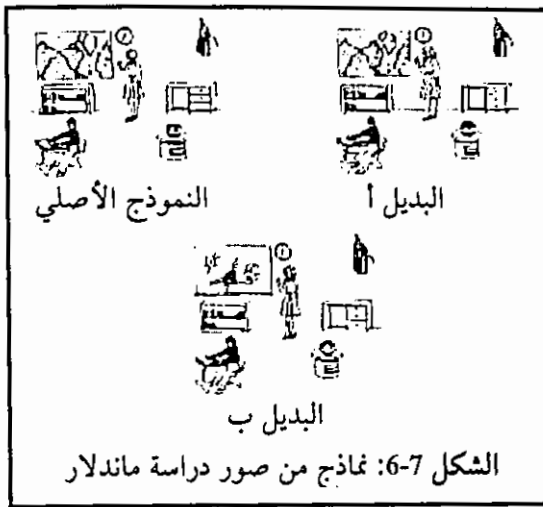 النموذج الأصلي
البديل أ
البديل ب
الشكل 7-6: نماذج من صور دراسة ماندلار